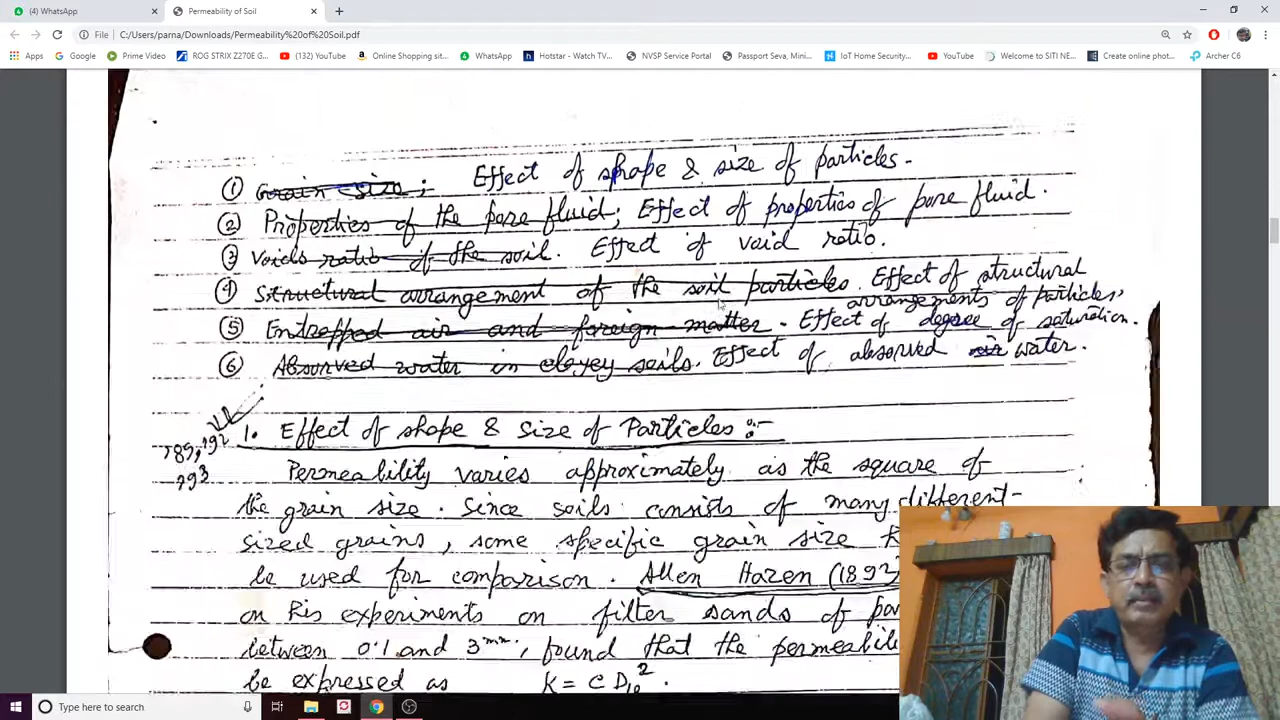 (4) WhatsApp
Permeability of Soil
File C:/Users/parna/Downloads/Permeability%20of%20Soil.pdf
Apps Google Prime Video ROG STRIX Z270E G... (132) YouTube Online Shopping sit... WhatsApp Hotstar - Watch TV... NVSP Service Portal Passport Seva, Mini... IoT Home Security,... YouTube Welcome to SITI NE... Create online phot... Archer C6
① Grain size; Effect of shape & size of particles.
② Properties of the pore fluid; Effect of properties of pore fluid.
③ Voids ratio of the soil. Effect of void ratio.
④ Structural arrangement of the soil particles. Effect of structural
arrangements of particles,
⑤ Entrapped air and foreign matter. Effect of degree of saturation.
⑥ Absorved water in clayey soils. Effect of absorved air water.
1. Effect of shape & Size of Particles :-
'85, '92
'93
Permeability varies approximately as the square of
the grain size. Since soils consists of many different-
sized grains, some specific grain size
be used for comparison. Allen Hazen (1892
on his experiments on filter sands of
between 0.1 and 3mm, found that the
be expressed as K = C D10².
Type here to search